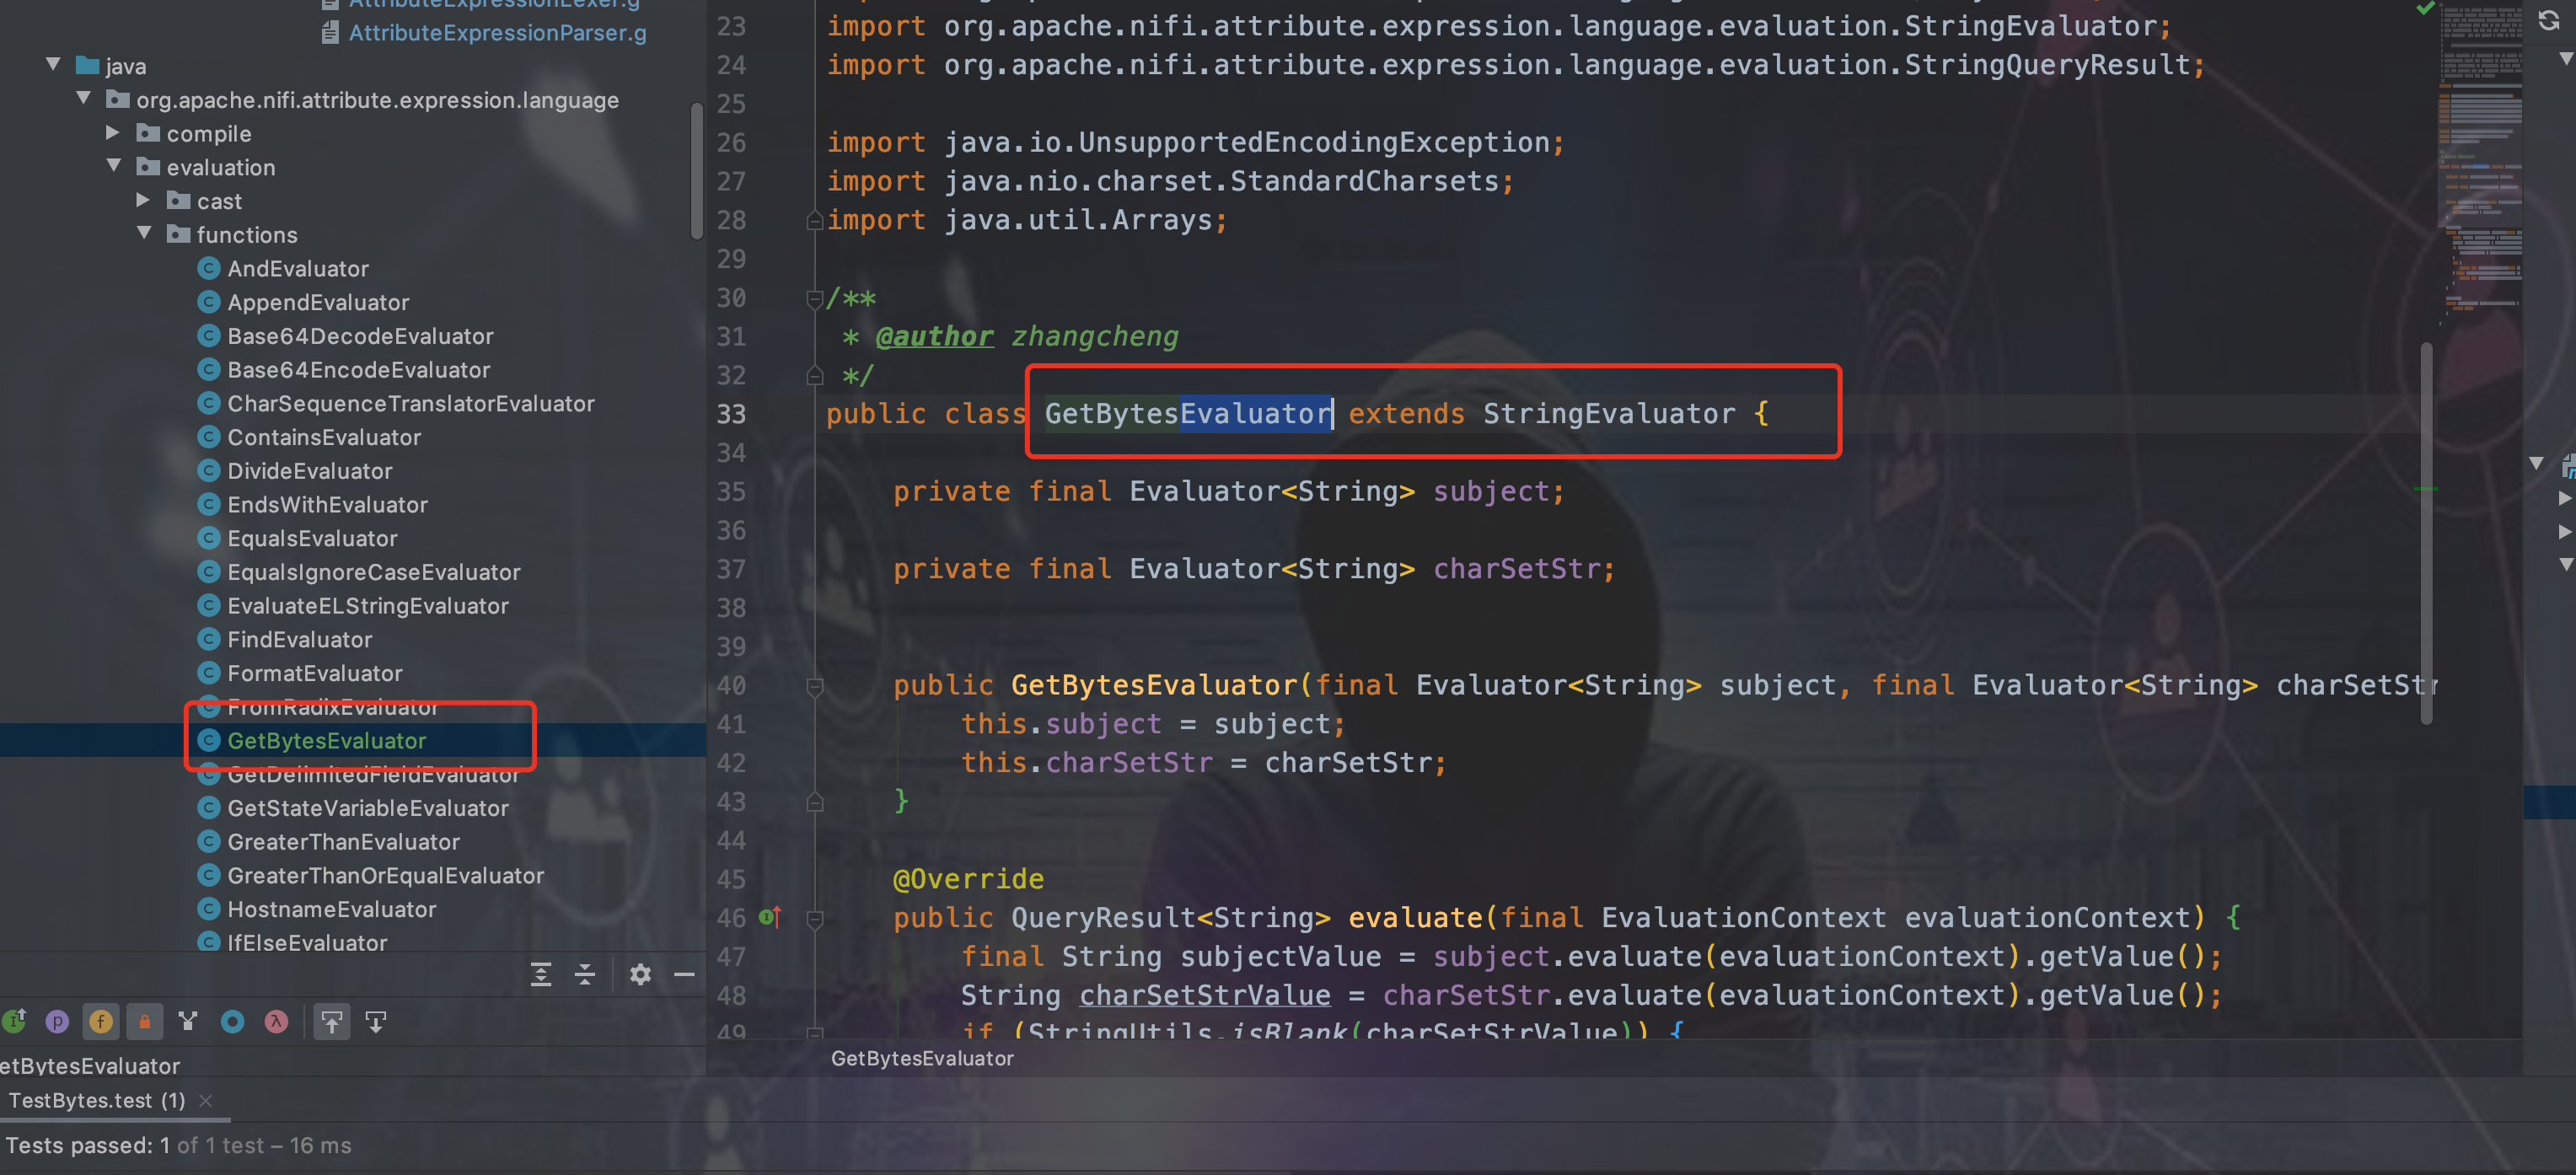 AttributeExpressionLexer.g
AttributeExpressionParser.g
java
org.apache.nifi.attribute.expression.language
compile
evaluation
cast
functions
AndEvaluator
AppendEvaluator
Base64DecodeEvaluator
Base64EncodeEvaluator
CharSequenceTranslatorEvaluator
ContainsEvaluator
DivideEvaluator
EndsWithEvaluator
EqualsEvaluator
EqualsIgnoreCaseEvaluator
EvaluateELStringEvaluator
FindEvaluator
FormatEvaluator
FromRadixEvaluator
GetBytesEvaluator
GetDelimitedFieldEvaluator
GetStateVariableEvaluator
GreaterThanEvaluator
GreaterThanOrEqualEvaluator
HostnameEvaluator
IfElseEvaluator
etBytesEvaluator
TestBytes.test (1)
Tests passed: 1 of 1 test – 16 ms
23 import org.apache.nifi.attribute.expression.language.evaluation.StringEvaluator;
24 import org.apache.nifi.attribute.expression.language.evaluation.StringQueryResult;
25
26 import java.io.UnsupportedEncodingException;
27 import java.nio.charset.StandardCharsets;
28 import java.util.Arrays;
29
30 /**
31 * @author zhangcheng
32 */
33 public class GetBytesEvaluator extends StringEvaluator {
34
35 private final Evaluator<String> subject;
36
37 private final Evaluator<String> charSetStr;
38
39
40 public GetBytesEvaluator(final Evaluator<String> subject, final Evaluator<String> charSetStr
41 this.subject = subject;
42 this.charSetStr = charSetStr;
43 }
44
45 @Override
46 public QueryResult<String> evaluate(final EvaluationContext evaluationContext) {
47 final String subjectValue = subject.evaluate(evaluationContext).getValue();
48 String charSetStrValue = charSetStr.evaluate(evaluationContext).getValue();
49 if (StringUtils.isBlank(charSetStrValue)) {
GetBytesEvaluator